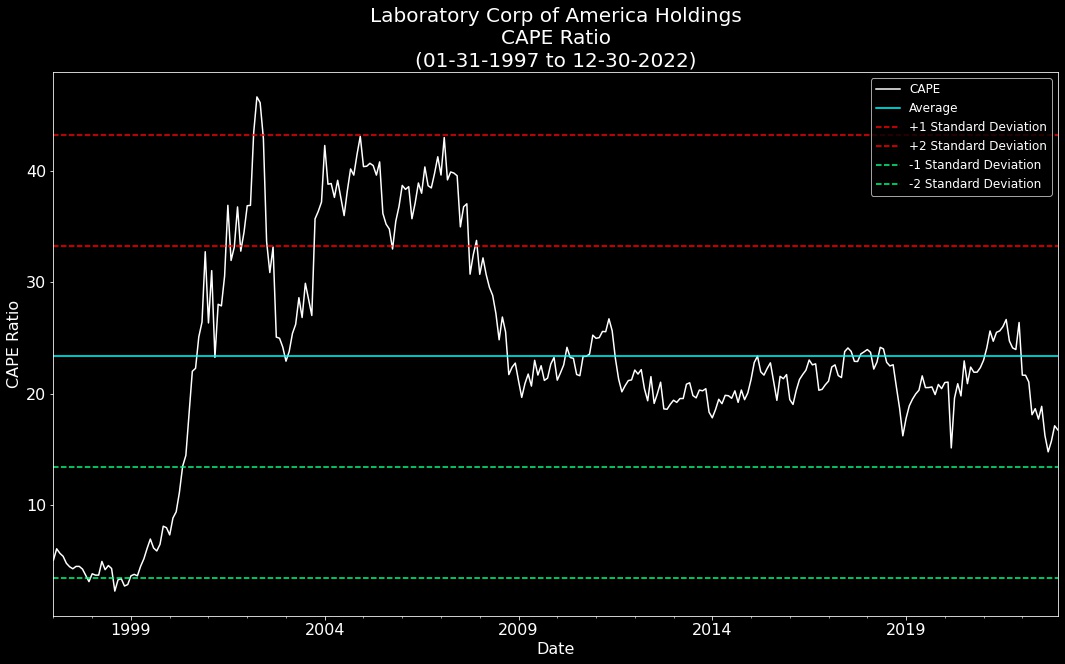 Laboratory Corp of America Holdings
CAPE Ratio
(01-31-1997 to 12-30-2022)
CAPE
Average
+1 Standard Deviation
+2 Standard Deviation
-1 Standard Deviation
-2 Standard Deviation
CAPE Ratio
40
30
20
10
1999 2004 2009 2014 2019
Date